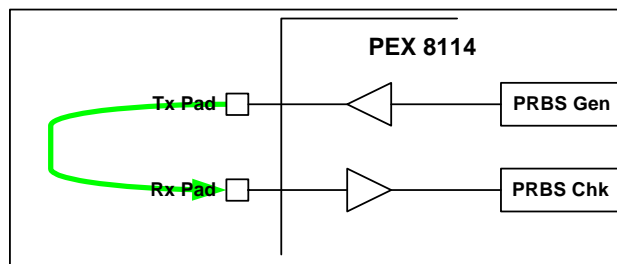 PEX 8114
Tx Pad
PRBS Gen
Rx Pad
PRBS Chk